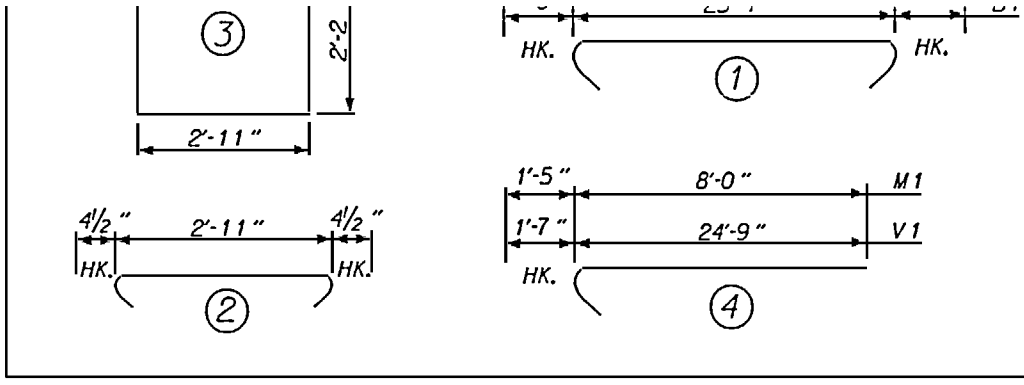 3
2'-2
HK.
HK.
1
2'-11"
1'-5" 8'-0" M1
4½" 2'-11" 4½"
1'-7" 24'-9" V1
HK. HK.
HK.
2
4